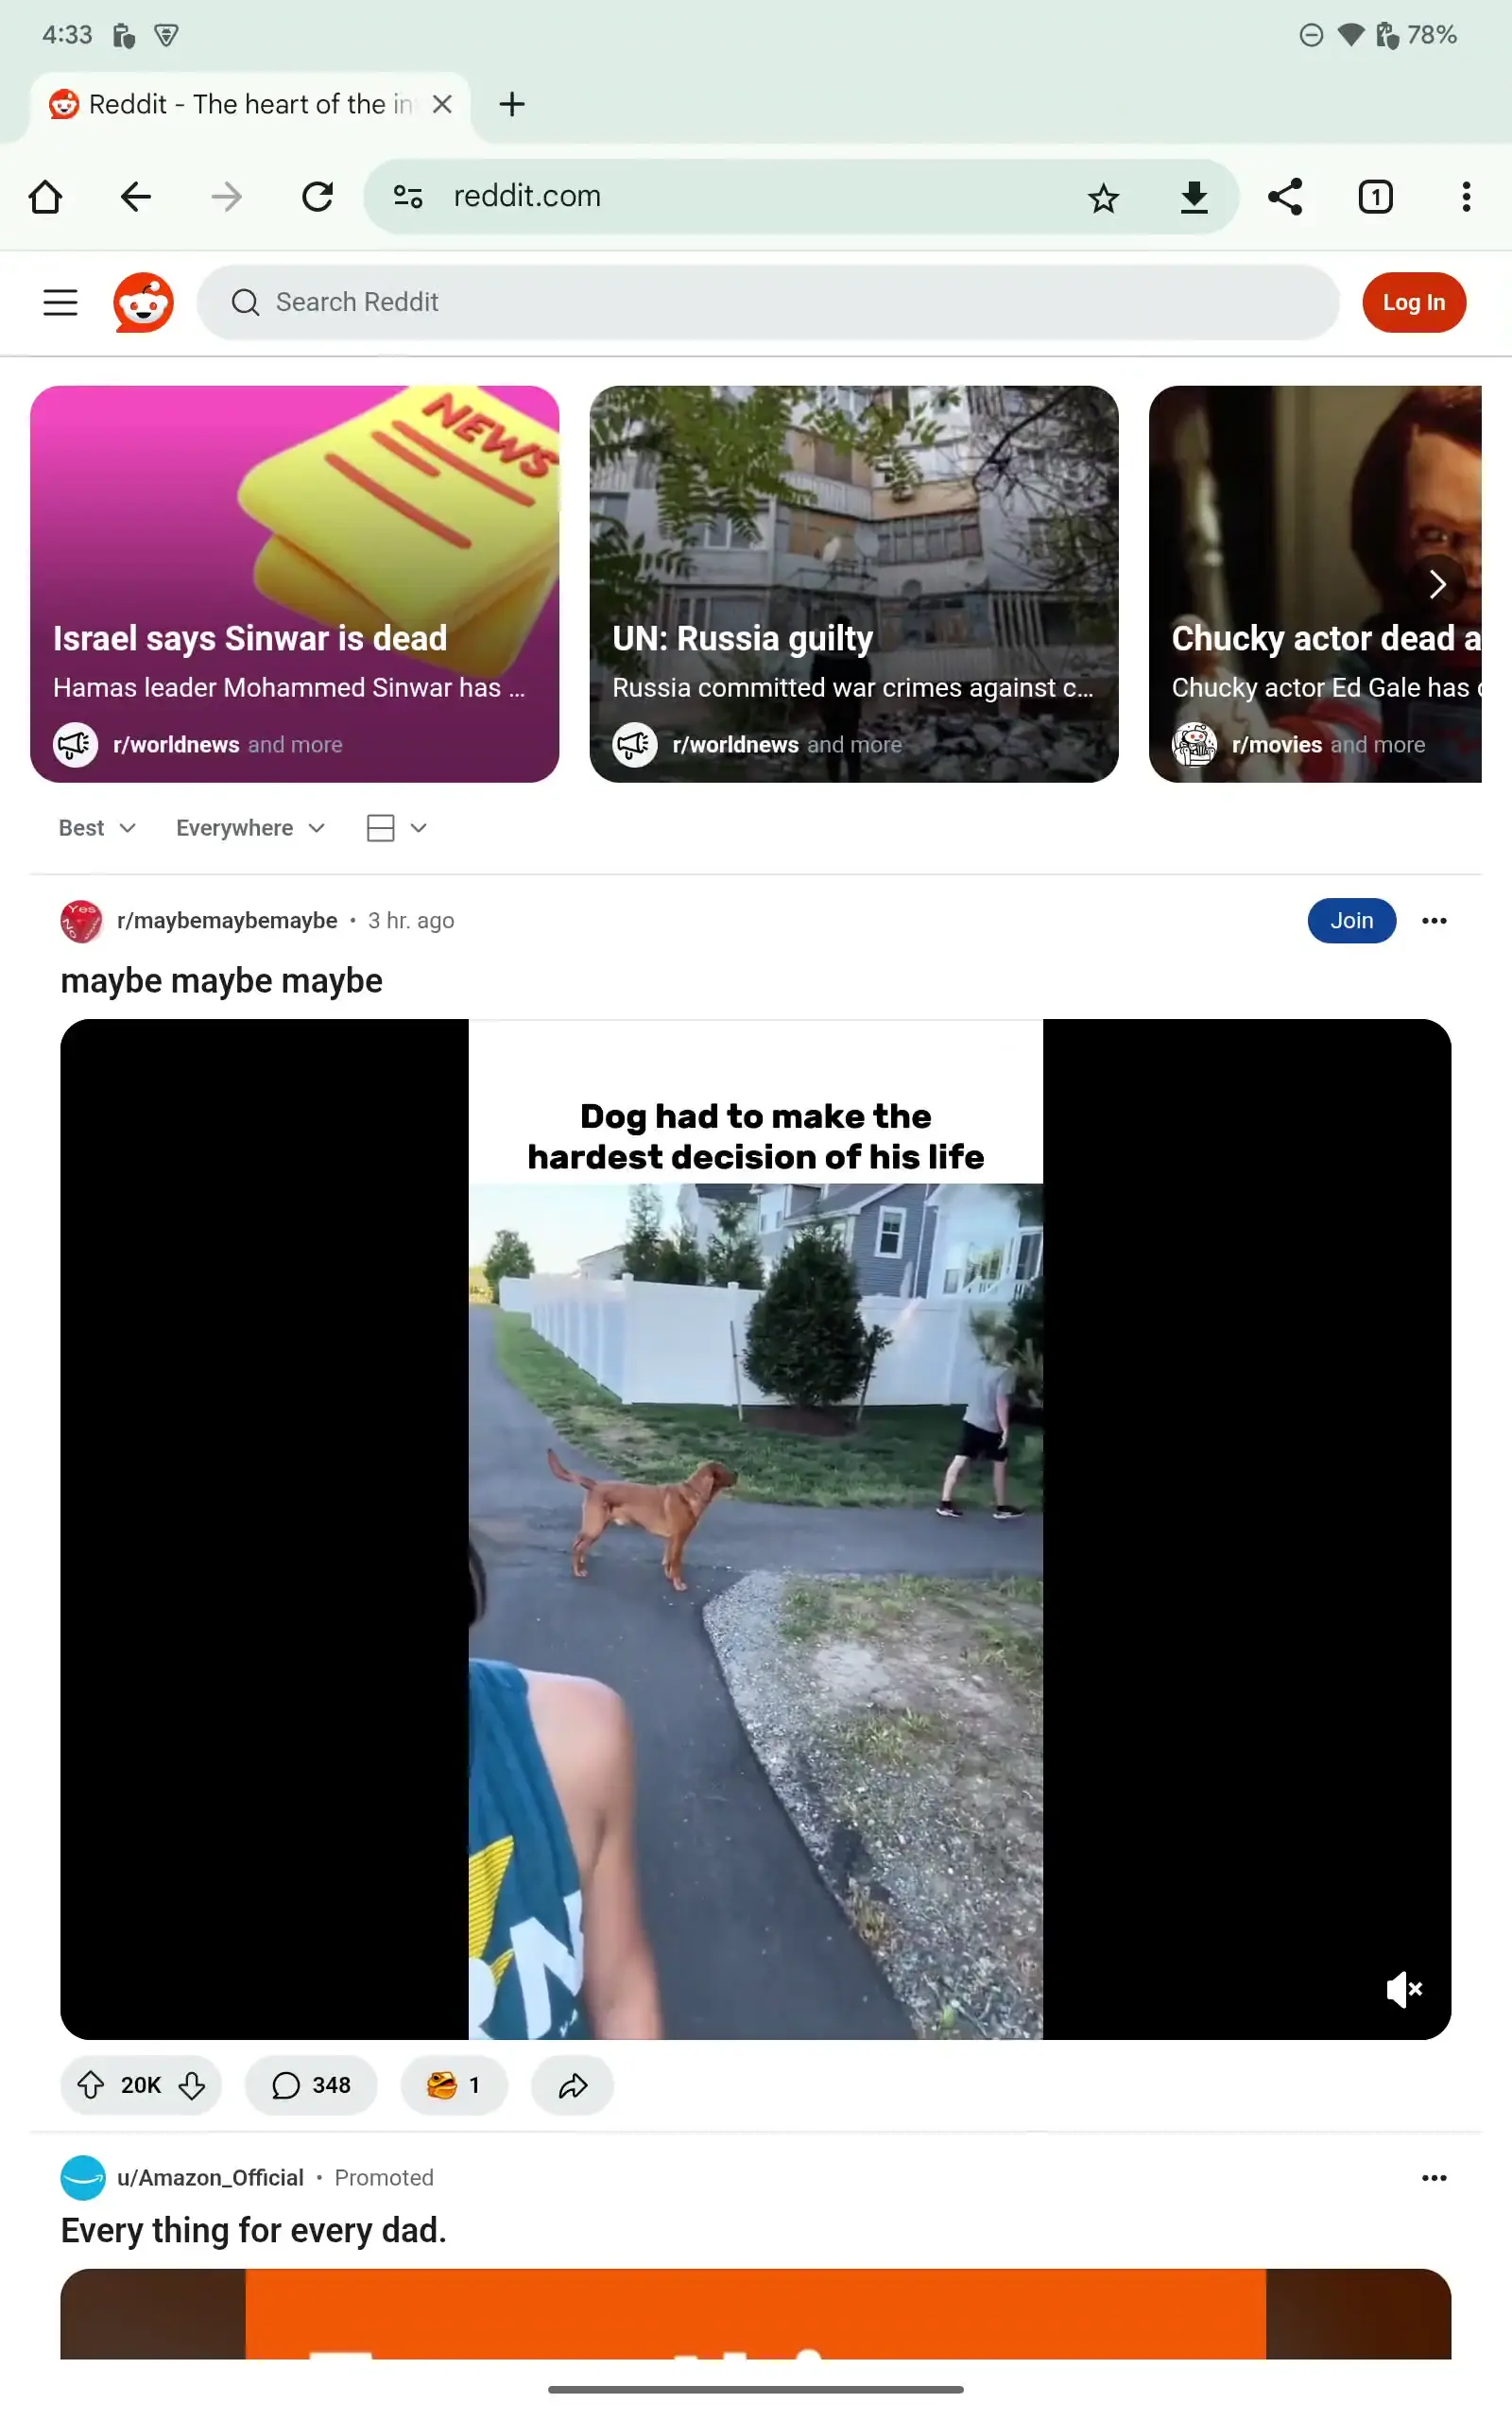 4:33
78%
Reddit - The heart of the in
reddit.com
1
Search Reddit
Log In
NEWS
Israel says Sinwar is dead
Hamas leader Mohammed Sinwar has ...
r/worldnews and more
UN: Russia guilty
Russia committed war crimes against c...
r/worldnews and more
Chucky actor dead a
Chucky actor Ed Gale has
r/movies and more
Best
Everywhere
Yes
NO
r/maybemaybemaybe • 3 hr. ago
Join
maybe maybe maybe
Dog had to make the
hardest decision of his life
RN
20K
348
1
u/Amazon_Official • Promoted
Every thing for every dad.